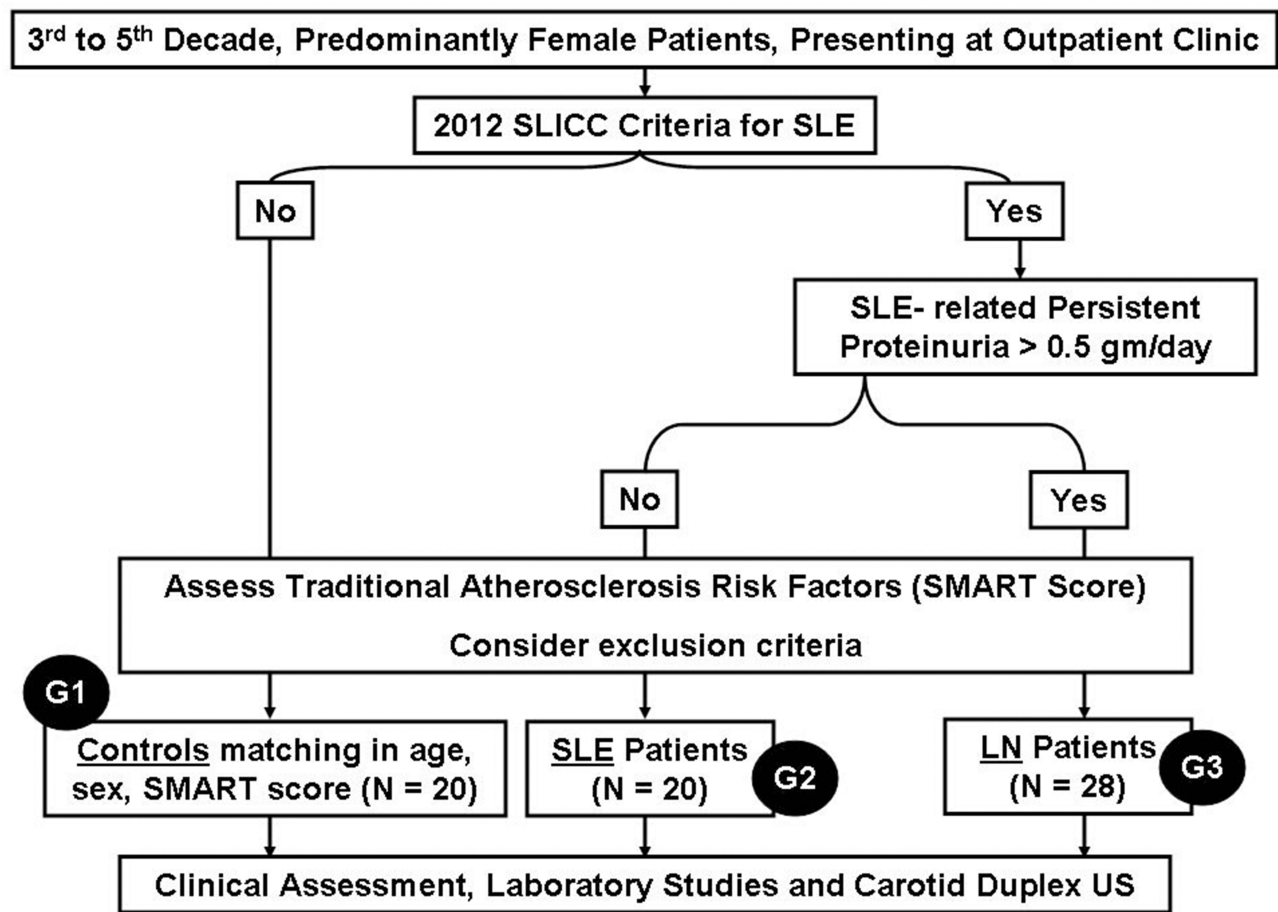 3rd to 5th Decade, Predominantly Female Patients, Presenting at Outpatient Clinic
2012 SLICC Criteria for SLE
No
Yes
SLE- related Persistent
Proteinuria > 0.5 gm/day
No
Yes
Assess Traditional Atherosclerosis Risk Factors (SMART Score)
Consider exclusion criteria
G1
Controls matching in age,
sex, SMART score (N = 20)
SLE Patients
(N = 20)
G2
LN Patients
(N = 28)
G3
Clinical Assessment, Laboratory Studies and Carotid Duplex US